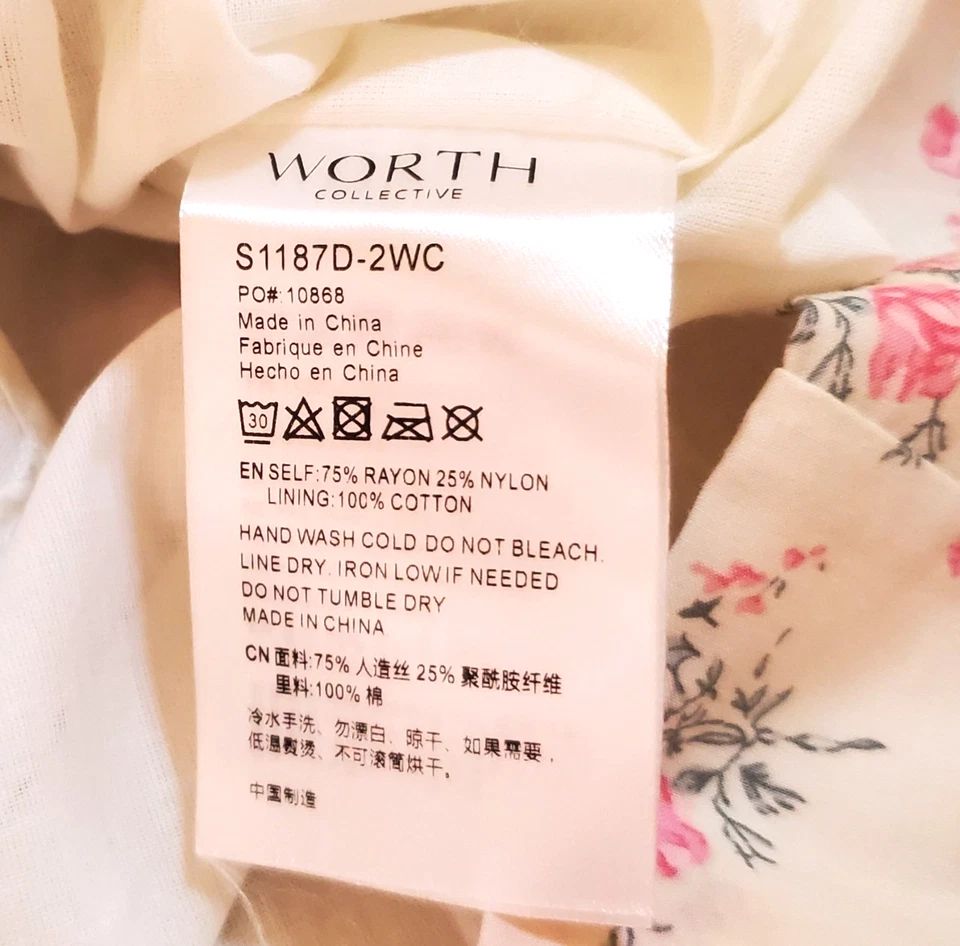 WORTH
COLLECTIVE
S1187D-2WC
PO#:10868
Made in China
Fabrique en Chine
Hecho en China
30
EN SELF:75% RAYON 25% NYLON
LINING:100% COTTON
HAND WASH COLD DO NOT BLEACH.
LINE DRY. IRON LOW IF NEEDED
DO NOT TUMBLE DRY
MADE IN CHINA
CN 面料:75% 人造丝 25% 聚酰胺纤维
里料:100% 棉
冷水手洗、勿漂白、晾干、如果需要,
低温熨烫、不可滚筒烘干。
中国制造